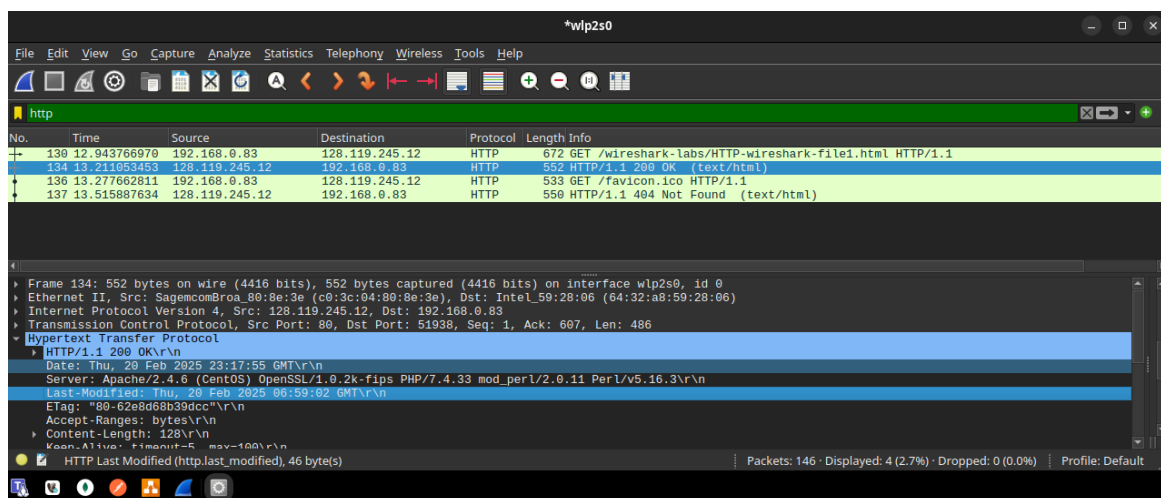 *wlp2s0
File Edit View Go Capture Analyze Statistics Telephony Wireless Tools Help
http
No. Time Source Destination Protocol Length Info
130 12.943766970 192.168.0.83 128.119.245.12 HTTP 672 GET /wireshark-labs/HTTP-wireshark-file1.html HTTP/1.1
134 13.211053453 128.119.245.12 192.168.0.83 HTTP 552 HTTP/1.1 200 OK (text/html)
136 13.277662811 192.168.0.83 128.119.245.12 HTTP 533 GET /favicon.ico HTTP/1.1
137 13.515887634 128.119.245.12 192.168.0.83 HTTP 550 HTTP/1.1 404 Not Found (text/html)
Frame 134: 552 bytes on wire (4416 bits), 552 bytes captured (4416 bits) on interface wlp2s0, id 0
Ethernet II, Src: SagemcomBroa_80:8e:3e (c0:3c:04:80:8e:3e), Dst: Intel_59:28:06 (64:32:a8:59:28:06)
Internet Protocol Version 4, Src: 128.119.245.12, Dst: 192.168.0.83
Transmission Control Protocol, Src Port: 80, Dst Port: 51938, Seq: 1, Ack: 607, Len: 486
Hypertext Transfer Protocol
HTTP/1.1 200 OK\r\n
Date: Thu, 20 Feb 2025 23:17:55 GMT\r\n
Server: Apache/2.4.6 (CentOS) OpenSSL/1.0.2k-fips PHP/7.4.33 mod_perl/2.0.11 Perl/v5.16.3\r\n
Last-Modified: Thu, 20 Feb 2025 06:59:02 GMT\r\n
ETag: "80-62e8d68b39dcc"\r\n
Accept-Ranges: bytes\r\n
Content-Length: 128\r\n
Keep-Alive: timeout=5, max=100\r\n
HTTP Last Modified (http.last_modified), 46 byte(s) Packets: 146 · Displayed: 4 (2.7%) · Dropped: 0 (0.0%) Profile: Default